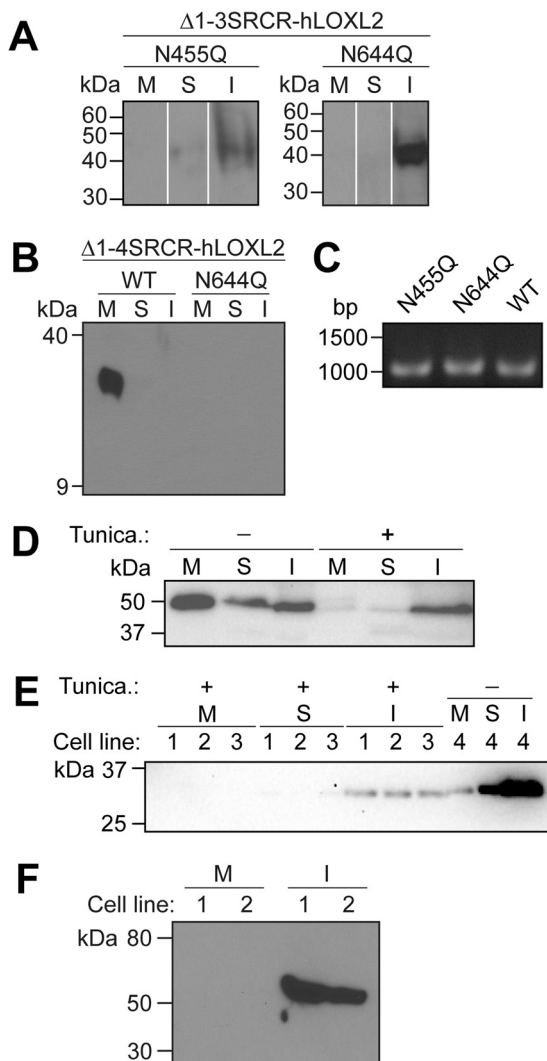 A
Δ1-3SRCR-hLOXL2
N455Q N644Q
kDa M S I kDa M S I
60 60
50 50
40 40
30 30
B
Δ1-4SRCR-hLOXL2
WT N644Q
kDa M S I M S I
40
9
C
N455Q N644Q WT
bp
1500
1000
D
Tunica.: – +
kDa M S I M S I
50
37
E
Tunica.: + + + –
M S I M S I
Cell line: 1 2 3 1 2 3 1 2 3 4 4 4
kDa 37
25
F
M I
Cell line: 1 2 1 2
kDa 80
50
30